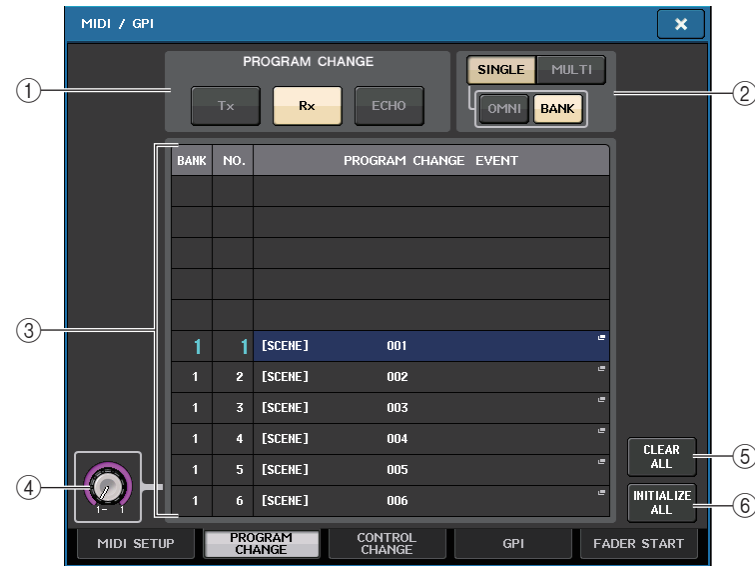 MIDI / GPI
PROGRAM CHANGE
Tx Rx ECHO
SINGLE MULTI
OMNI BANK
1
2
BANK NO. PROGRAM CHANGE EVENT
1 1 [SCENE] 001
1 2 [SCENE] 002
1 3 [SCENE] 003
1 4 [SCENE] 004
1 5 [SCENE] 005
1 6 [SCENE] 006
3
4
1- 1
CLEAR
ALL
5
INITIALIZE
ALL
6
MIDI SETUP
PROGRAM
CHANGE
CONTROL
CHANGE
GPI
FADER START